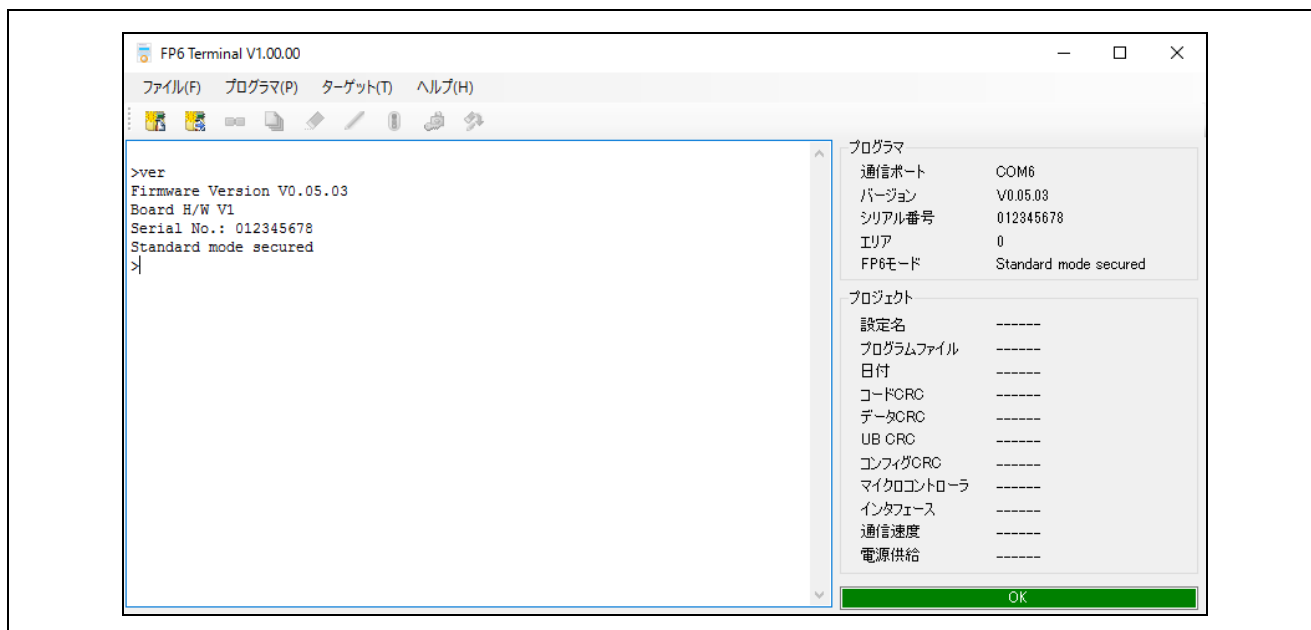 FP6 Terminal V1.00.00
ファイル(F) プログラマ(P) ターゲット(T) ヘルプ(H)
>ver
Firmware Version V0.05.03
Board H/W V1
Serial No.: 012345678
Standard mode secured
>
プログラマ
通信ポート COM6
バージョン V0.05.03
シリアル番号 012345678
エリア 0
FP6モード Standard mode secured
プロジェクト
設定名 ------
プログラムファイル ------
日付 ------
コードCRC ------
データCRC ------
UB CRC ------
コンフィグCRC ------
マイクロコントローラ ------
インタフェース ------
通信速度 ------
電源供給 ------
OK